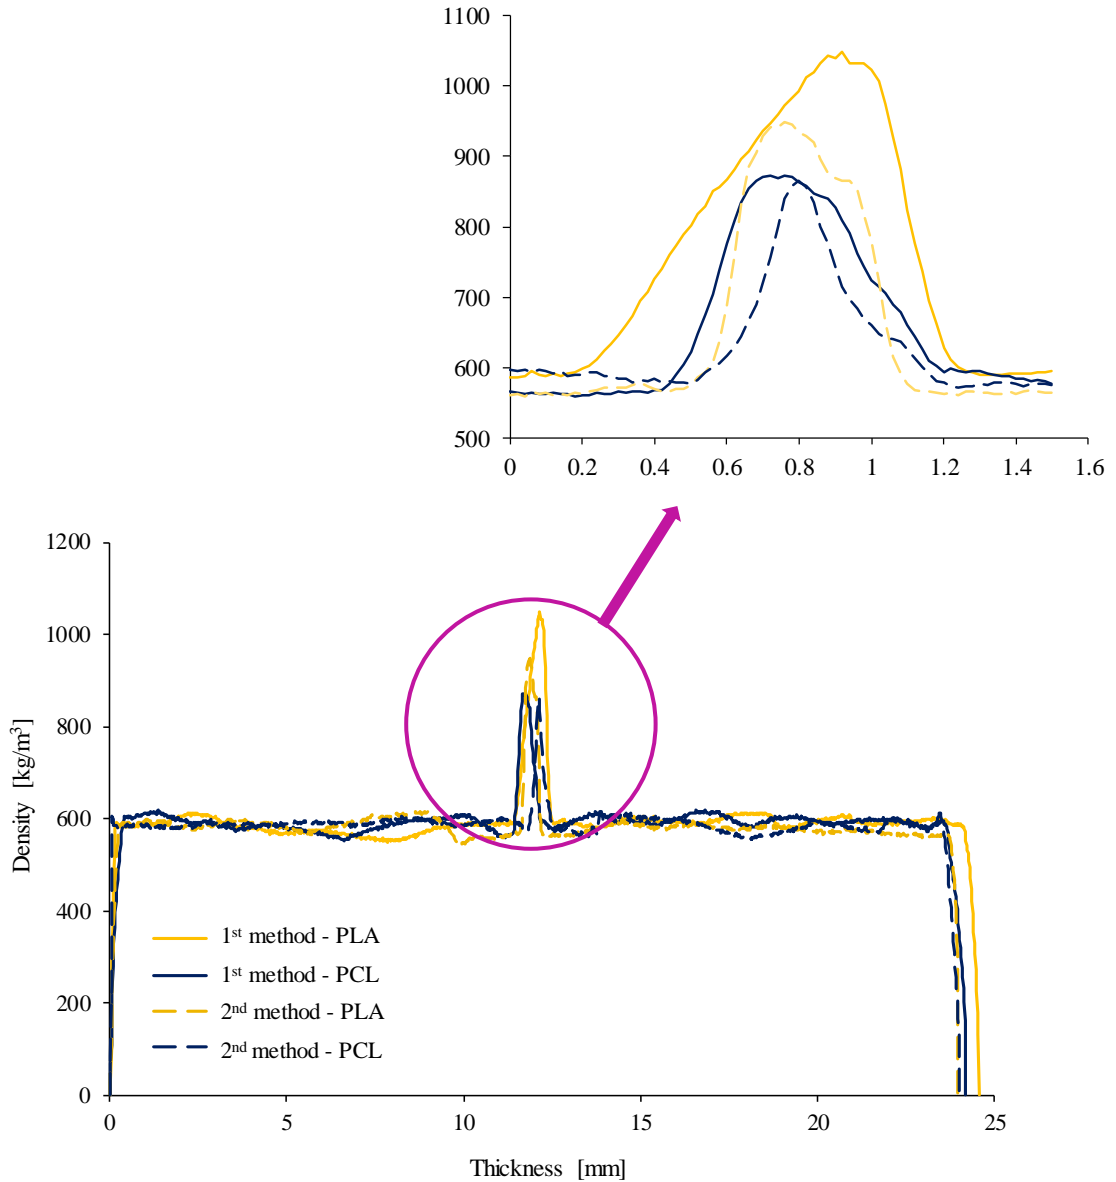 1100
1000
900
800
700
600
500
0 0.2 0.4 0.6 0.8 1 1.2 1.4 1.6
1200
1000
800
600
400
200
0
Density [kg/m³]
1st method - PLA
1st method - PCL
2nd method - PLA
2nd method - PCL
0 5 10 15 20 25
Thickness [mm]